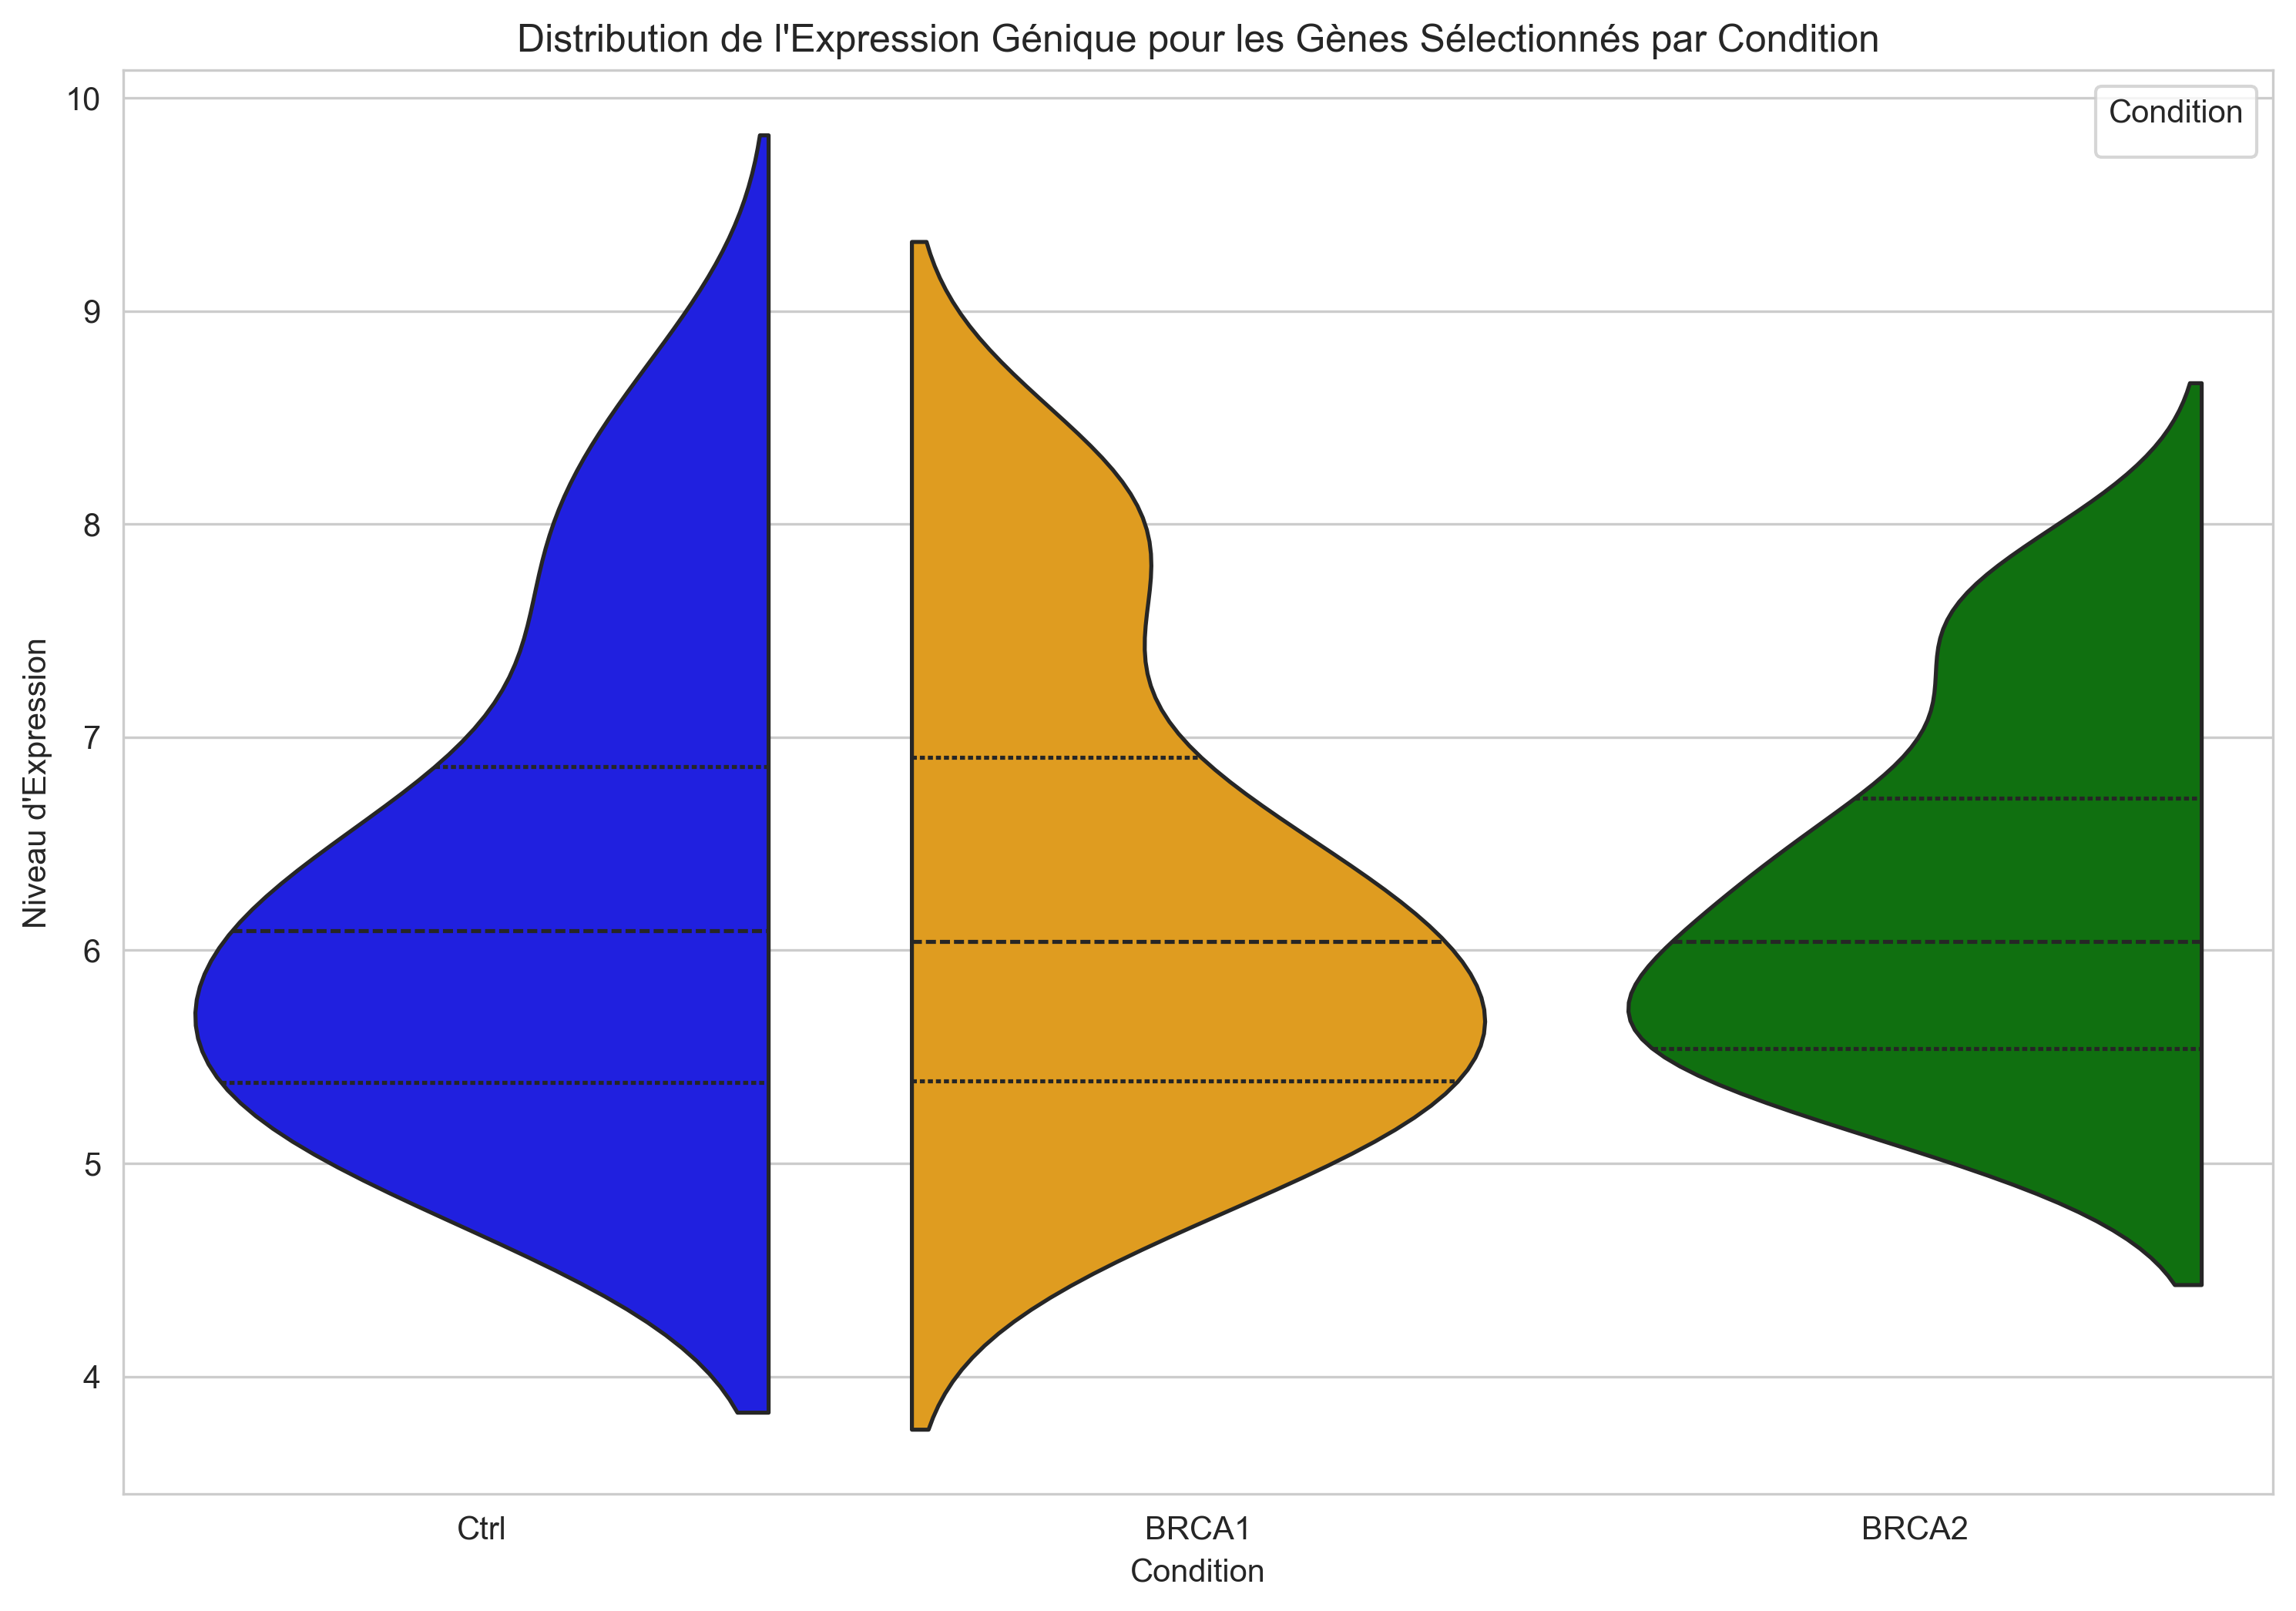 Distribution de l'Expression Génique pour les Gènes Sélectionnés par Condition
Condition
10
9
8
7
6
5
4
Niveau d'Expression
Ctrl
BRCA1
BRCA2
Condition